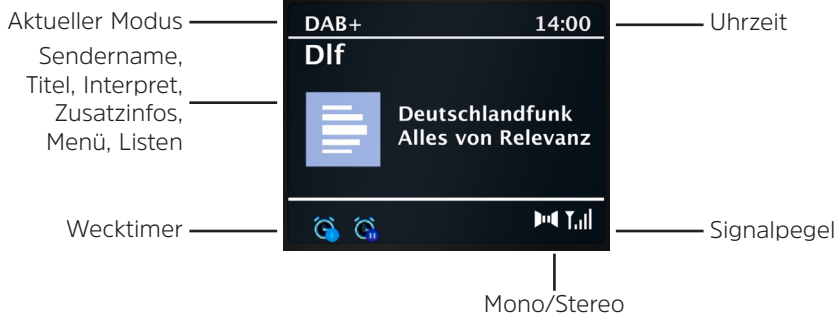 Aktueller Modus
DAB+ 14:00
Uhrzeit
Sendername,
Titel, Interpret,
Zusatzinfos,
Menü, Listen
Dlf
Deutschlandfunk
Alles von Relevanz
Wecktimer
Signalpegel
Mono/Stereo